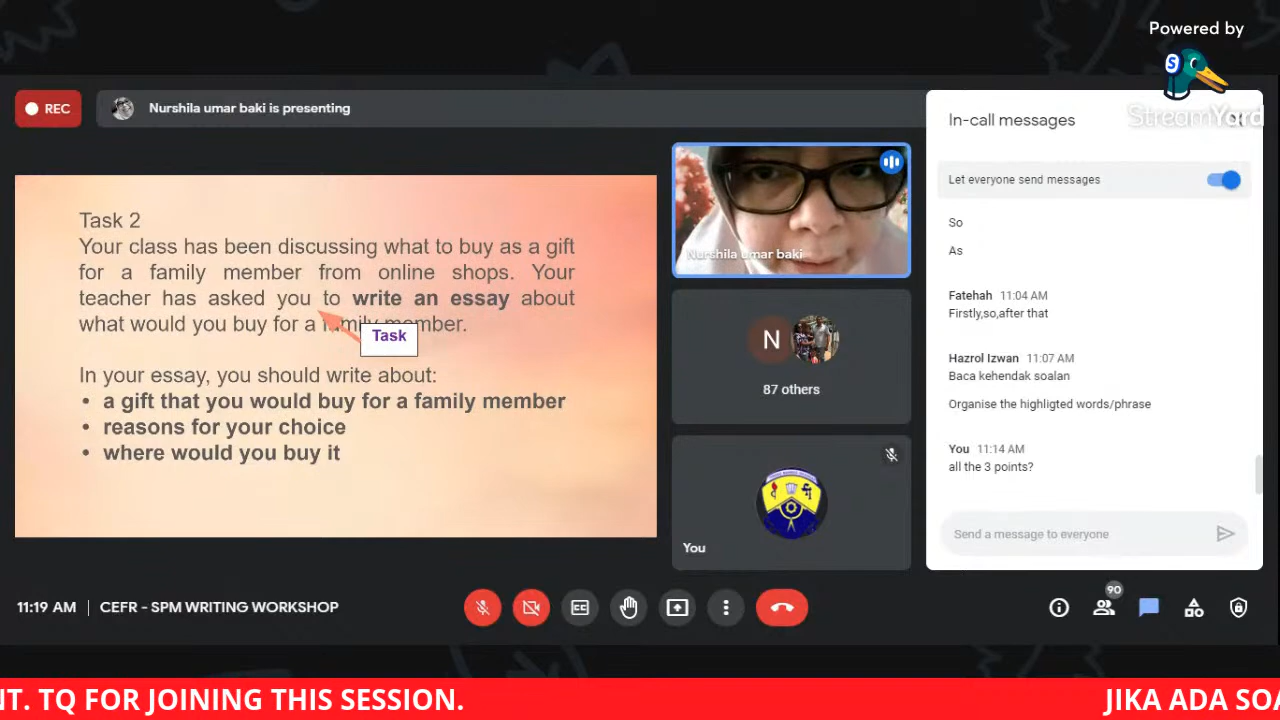 Powered by
StreamYard
REC
Nurshila umar baki is presenting
In-call messages
Let everyone send messages
So
As
Fatehah 11:04 AM
Firstly,so,after that
Hazrol Izwan 11:07 AM
Baca kehendak soalan
Organise the highligted words/phrase
You 11:14 AM
all the 3 points?
Send a message to everyone
Task 2
Your class has been discussing what to buy as a gift
for a family member from online shops. Your
teacher has asked you to write an essay about
what would you buy for a family member.
Task
In your essay, you should write about:
• a gift that you would buy for a family member
• reasons for your choice
• where would you buy it
Nurshila umar baki
N
87 others
You
11:19 AM | CEFR - SPM WRITING WORKSHOP
90
NT. TQ FOR JOINING THIS SESSION.
JIKA ADA SOA